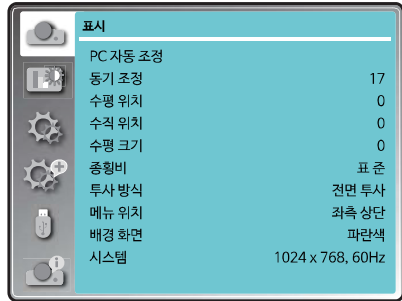 표시
PC 자동 조정
동기 조정 17
수평 위치 0
수직 위치 0
수평 크기 0
종횡비 표 준
투사 방식 전면 투사
메뉴 위치 좌측 상단
배경 화면 파란색
시스템 1024 x 768, 60Hz